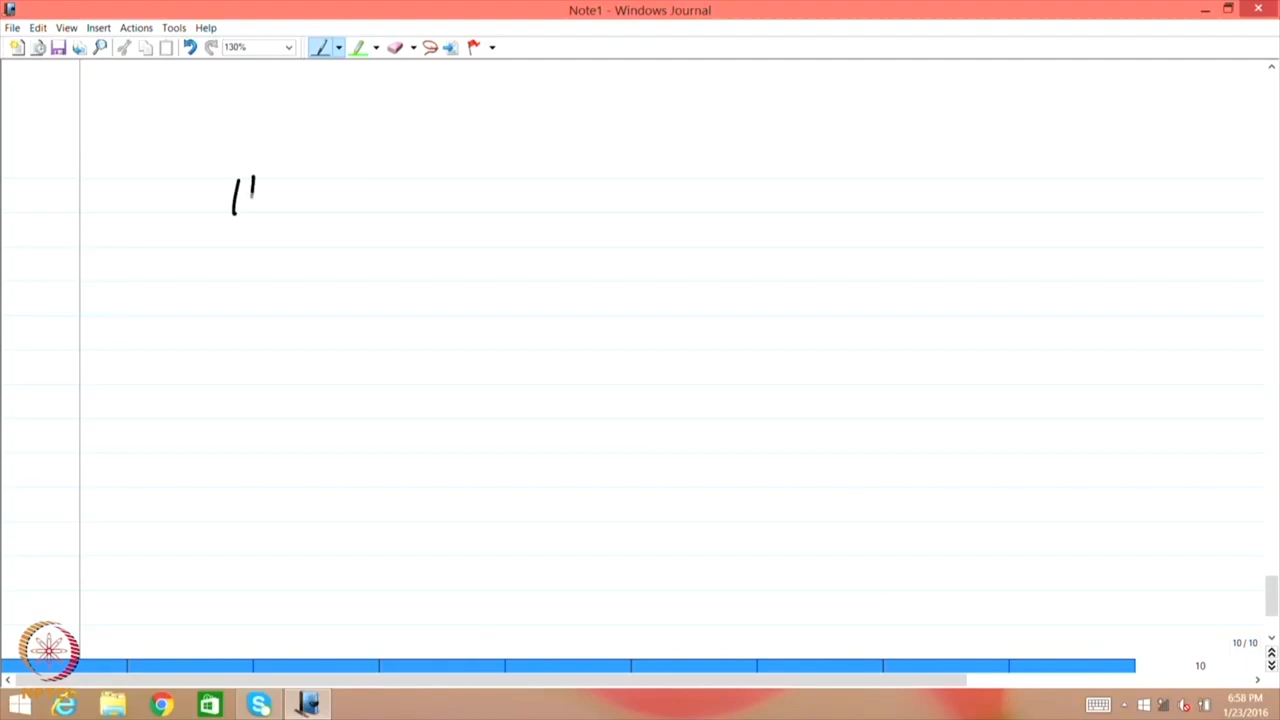 Note1 - Windows Journal
File Edit View Insert Actions Tools Help
130%
10 / 10
10
NPTEL
6:58 PM
1/23/2016